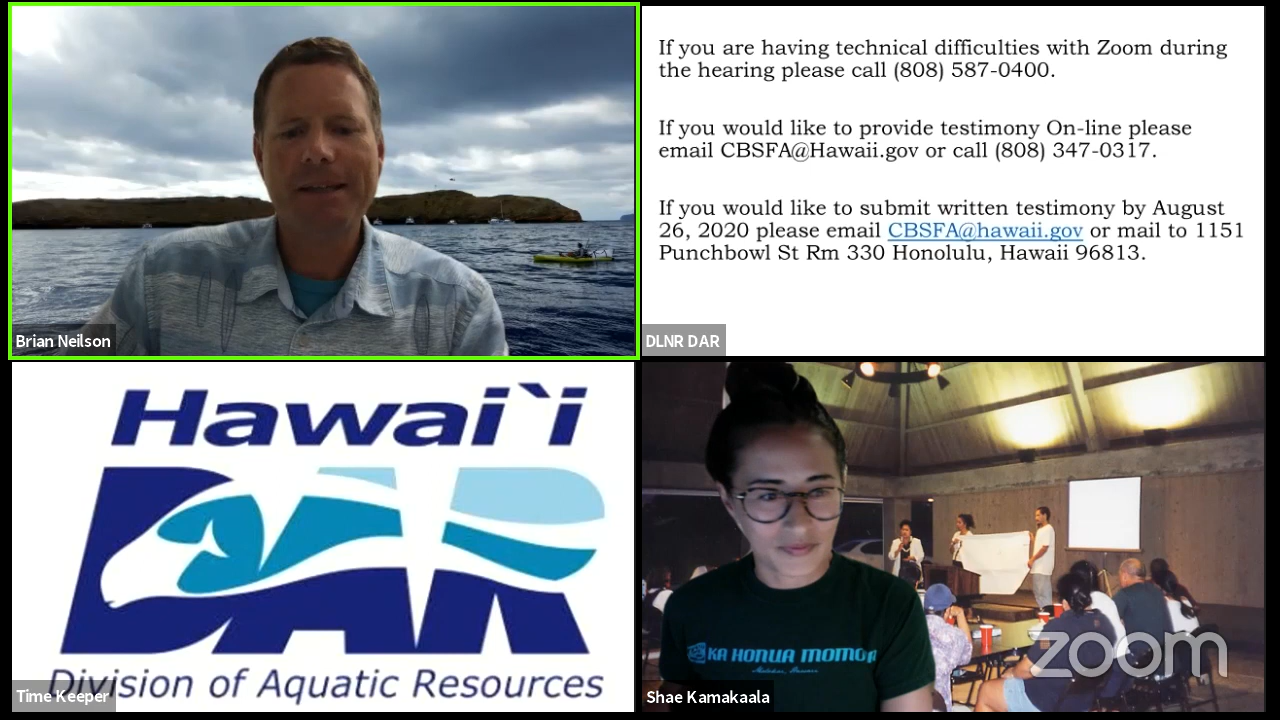 If you are having technical difficulties with Zoom during
the hearing please call (808) 587-0400.
If you would like to provide testimony On-line please
email CBSFA@Hawaii.gov or call (808) 347-0317.
If you would like to submit written testimony by August
26, 2020 please email CBSFA@hawaii.gov or mail to 1151
Punchbowl St Rm 330 Honolulu, Hawaii 96813.
Brian Neilson
DLNR DAR
Hawai`i
DAR
Division of Aquatic Resources
Time Keeper
KA HONUA MOMONA
Shae Kamakaala
zoom